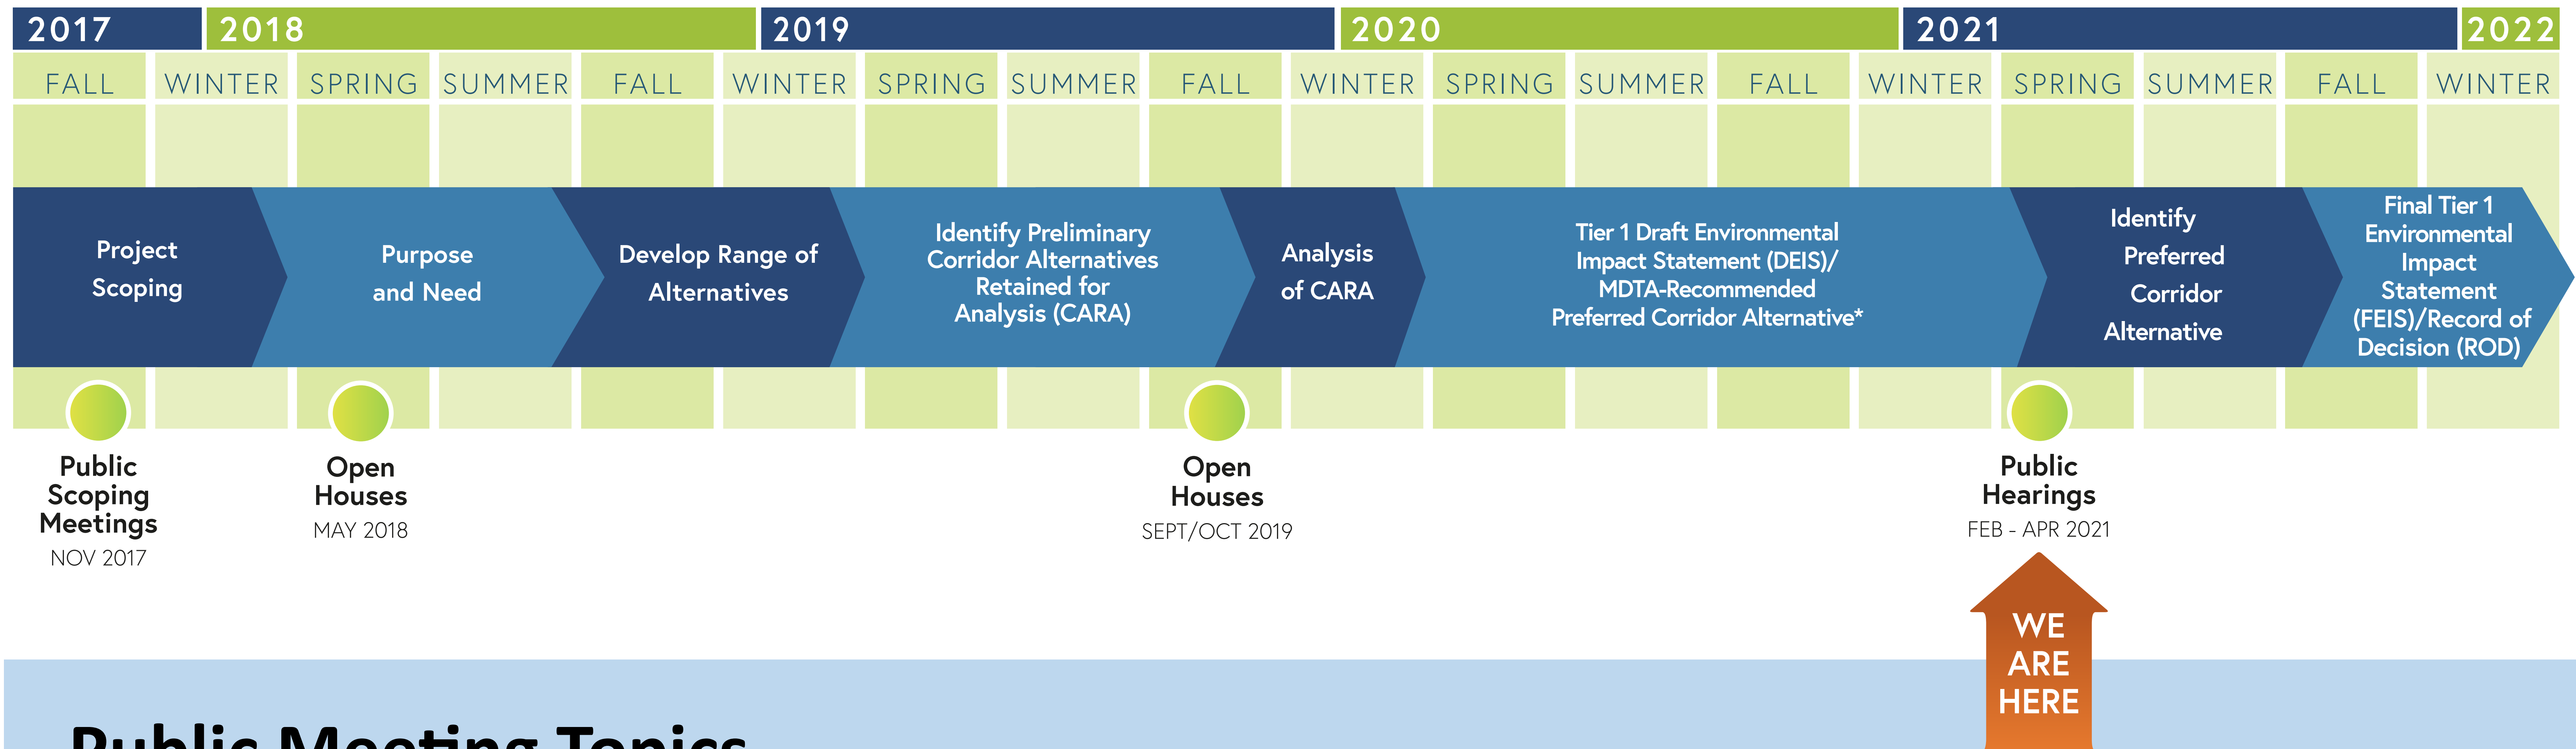 2017 2018 2019 2020 2021 2022
FALL WINTER SPRING SUMMER FALL WINTER SPRING SUMMER FALL WINTER SPRING SUMMER FALL WINTER SPRING SUMMER FALL WINTER
Project
Scoping
Purpose
and Need
Develop Range of
Alternatives
Identify Preliminary
Corridor Alternatives
Retained for
Analysis (CARA)
Analysis
of CARA
Tier 1 Draft Environmental
Impact Statement (DEIS)/
MDTA-Recommended
Preferred Corridor Alternative*
Identify
Preferred
Corridor
Alternative
Final Tier 1
Environmental
Impact
Statement
(FEIS)/Record of
Decision (ROD)
Public
Scoping
Meetings
NOV 2017
Open
Houses
MAY 2018
Open
Houses
SEPT/OCT 2019
Public
Hearings
FEB - APR 2021
WE
ARE
HERE
Public Meeting Topics